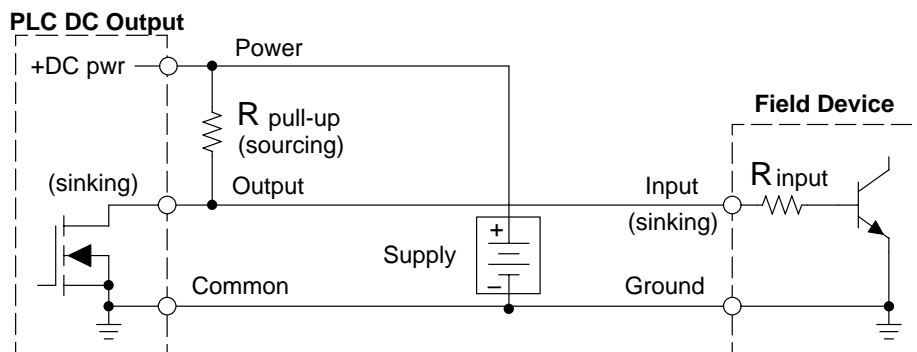 PLC DC Output
+DC pwr
Power
R pull-up
(sourcing)
Field Device
(sinking)
Output
Input
(sinking)
R input
+
Supply
–
Common
Ground